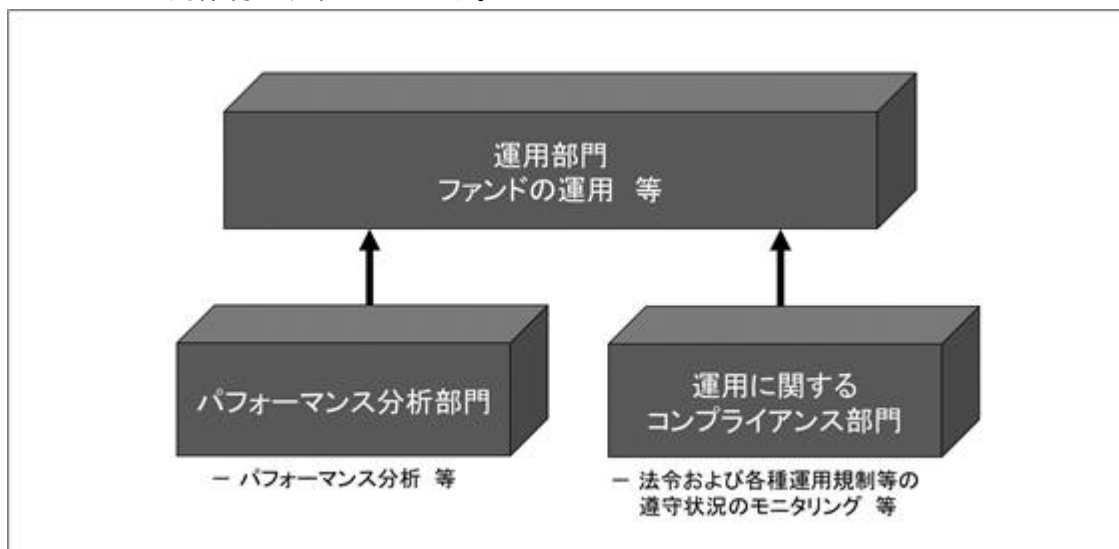 運用部門
ファンドの運用 等
パフォーマンス分析部門
− パフォーマンス分析 等
運用に関する
コンプライアンス部門
− 法令および各種運用規制等の
遵守状況のモニタリング 等